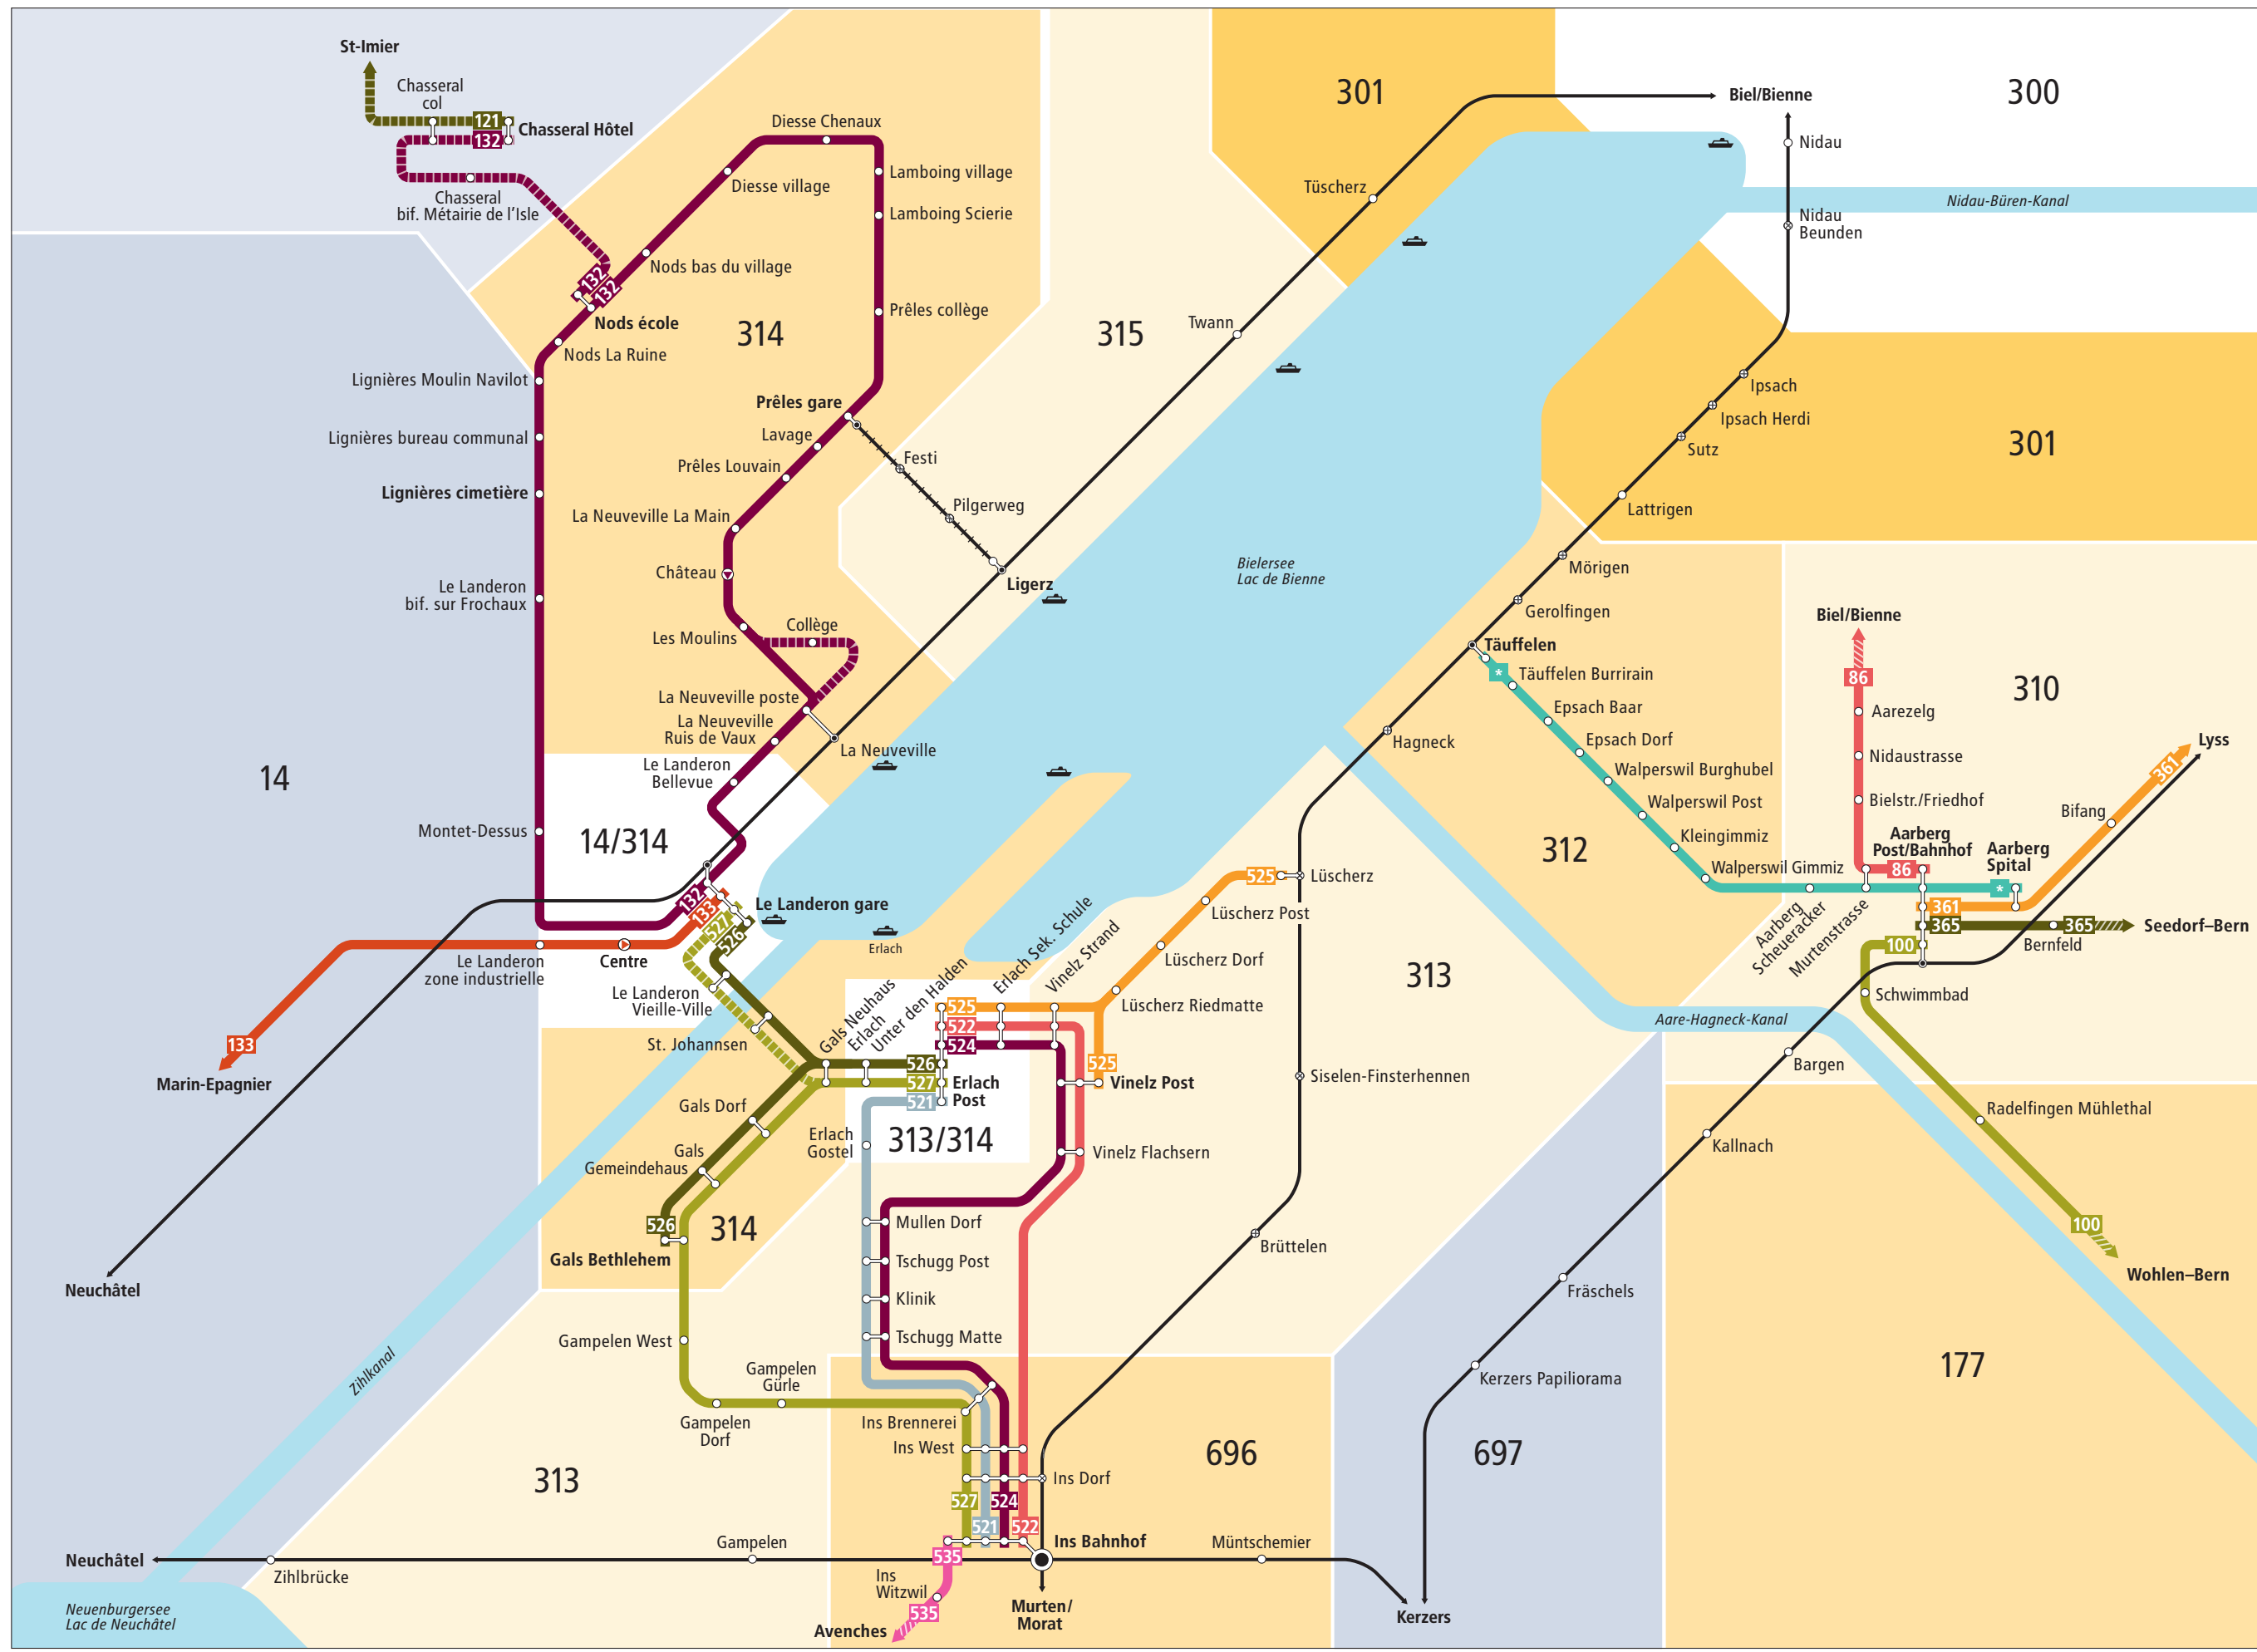 St-Imier
Chasseral
col
121
132
Chasseral Hôtel
Chasseral
bif. Métairie de l'Isle
Diesse Chenaux
Diesse village
Lamboing village
Lamboing Scierie
Nods bas du village
132
132
Nods école
Nods La Ruine
Prêles collège
314
315
301
300
Biel/Bienne
Nidau
Tüscherz
Nidau-Büren-Kanal
Nidau
Beunden
Twann
Lignières Moulin Navilot
Lignières bureau communal
Lignières cimetière
Prêles gare
Lavage
Prêles Louvain
Festi
Pilgerweg
La Neuveville La Main
Château
Ligerz
Le Landeron
bif. sur Frochaux
Les Moulins
Collège
Bielersee
Lac de Bienne
Ipsach
Ipsach Herdi
Sutz
301
Lattrigen
Mörigen
Gerolfingen
Täuffelen
*
Täuffelen Burrirain
Epsach Baar
Epsach Dorf
Walperswil Burghubel
Walperswil Post
Kleingimmiz
Walperswil Gimmiz
Hagneck
Biel/Bienne
86
310
Aarezelg
Nidaustrasse
Bielstr./Friedhof
Lyss
361
Bifang
Aarberg
Post/Bahnhof
Aarberg
Spital
86
*
361
365
365
Bernfeld
Seedorf–Bern
100
Aarberg
Scheueracker
Murtenstrasse
Schwimmbad
La Neuveville poste
La Neuveville
Ruis de Vaux
La Neuveville
Le Landeron
Bellevue
14
14/314
Montet-Dessus
132
133
527
526
Le Landeron gare
Erlach
312
Lüscherz
525
Lüscherz Post
Lüscherz Dorf
Lüscherz Riedmatte
313
Le Landeron
zone industrielle
Centre
Le Landeron
Vieille-Ville
St. Johannsen
133
Marin-Epagnier
Gals Neuhaus
Erlach
Unter den Halden
Erlach Sek. Schule
Vinelz Strand
525
522
524
526
527
521
525
Erlach
Post
Vinelz Post
313/314
Erlach
Gostel
Vinelz Flachsern
Siselen-Finsterhennen
Aare-Hagneck-Kanal
Bargen
Kallnach
Radelfingen Mühlethal
100
Wohlen–Bern
Gals Dorf
Gals
Gemeindehaus
526
314
Gals Bethlehem
Neuchâtel
Mullen Dorf
Tschugg Post
Klinik
Tschugg Matte
Brüttelen
Fräschels
Kerzers Papiliorama
177
Zihlkanal
Gampelen West
Gampelen
Gürle
Gampelen
Dorf
Ins Brennerei
Ins West
Ins Dorf
696
697
313
527
524
521
522
Ins Bahnhof
Müntschemier
Gampelen
Neuchâtel
Zihlbrücke
535
Ins
Witzwil
535
Avenches
Murten/
Morat
Kerzers
Neuenburgersee
Lac de Neuchâtel